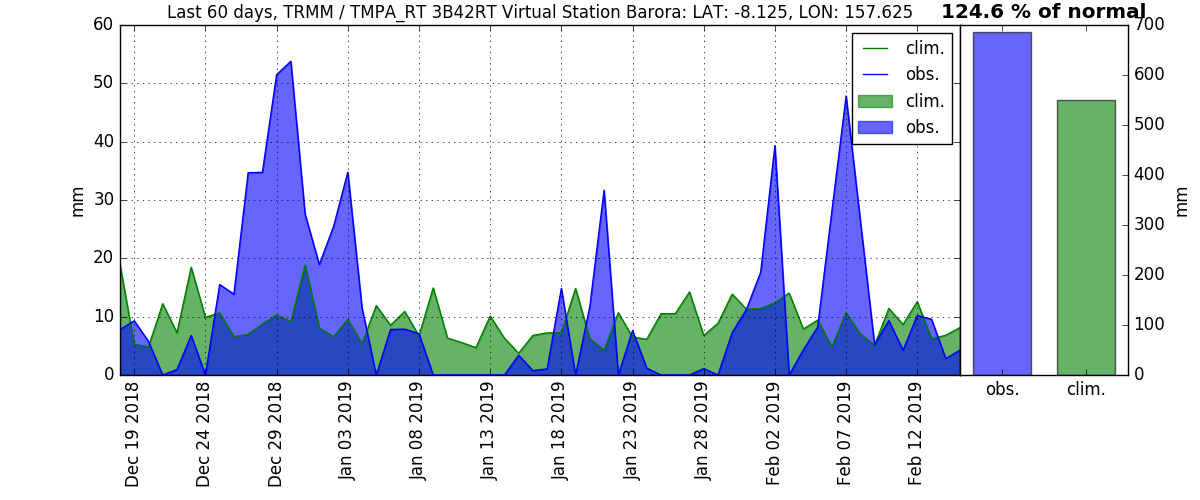 Last 60 days, TRMM / TMPA_RT 3B42RT Virtual Station Barora: LAT: -8.125, LON: 157.625
124.6 % of normal
60
50
40
30
20
10
0
mm
clim.
obs.
clim.
obs.
700
600
500
400
300
200
100
0
mm
obs.
clim.
Dec 19 2018
Dec 24 2018
Dec 29 2018
Jan 03 2019
Jan 08 2019
Jan 13 2019
Jan 18 2019
Jan 23 2019
Jan 28 2019
Feb 02 2019
Feb 07 2019
Feb 12 2019